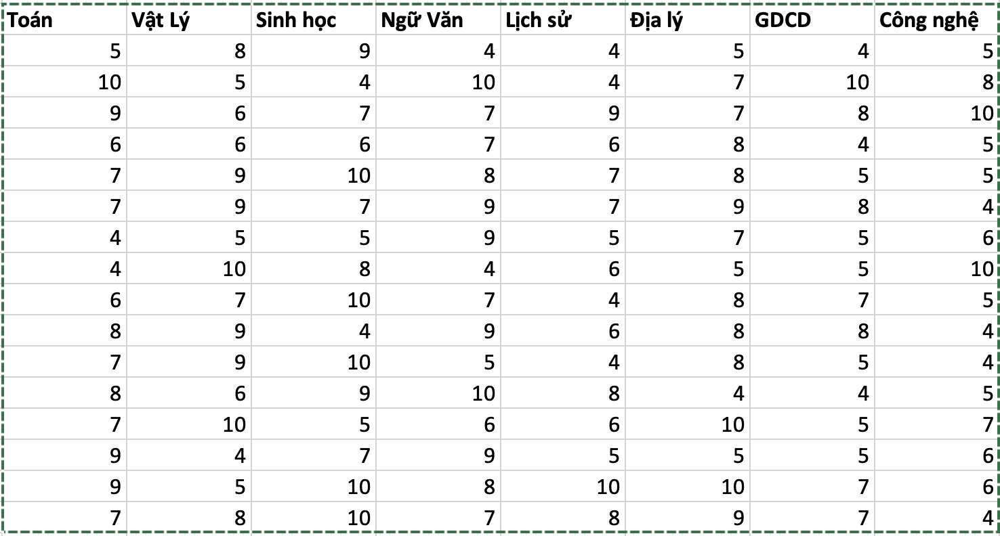 Toán Vật Lý Sinh học Ngữ Văn Lịch sử Địa lý GDCD Công nghệ
5 8 9 4 4 5 4 5
10 5 4 10 4 7 10 8
9 6 7 7 9 7 8 10
6 6 6 7 6 8 4 5
7 9 10 8 7 8 5 5
7 9 7 9 7 9 8 4
4 5 5 9 5 7 5 6
4 10 8 4 6 5 5 10
6 7 10 7 4 8 7 5
8 9 4 9 6 8 8 4
7 9 10 5 4 8 5 4
8 6 9 10 8 4 4 5
7 10 5 6 6 10 5 7
9 4 7 9 5 5 5 6
9 5 10 8 10 10 7 6
7 8 10 7 8 9 7 4